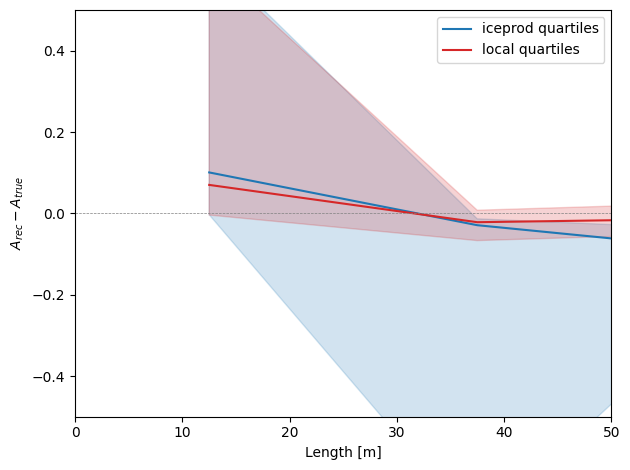 iceprod quartiles
local quartiles
0.4
0.2
0.0
−0.2
−0.4
A_rec − A_true
0 10 20 30 40 50
Length [m]